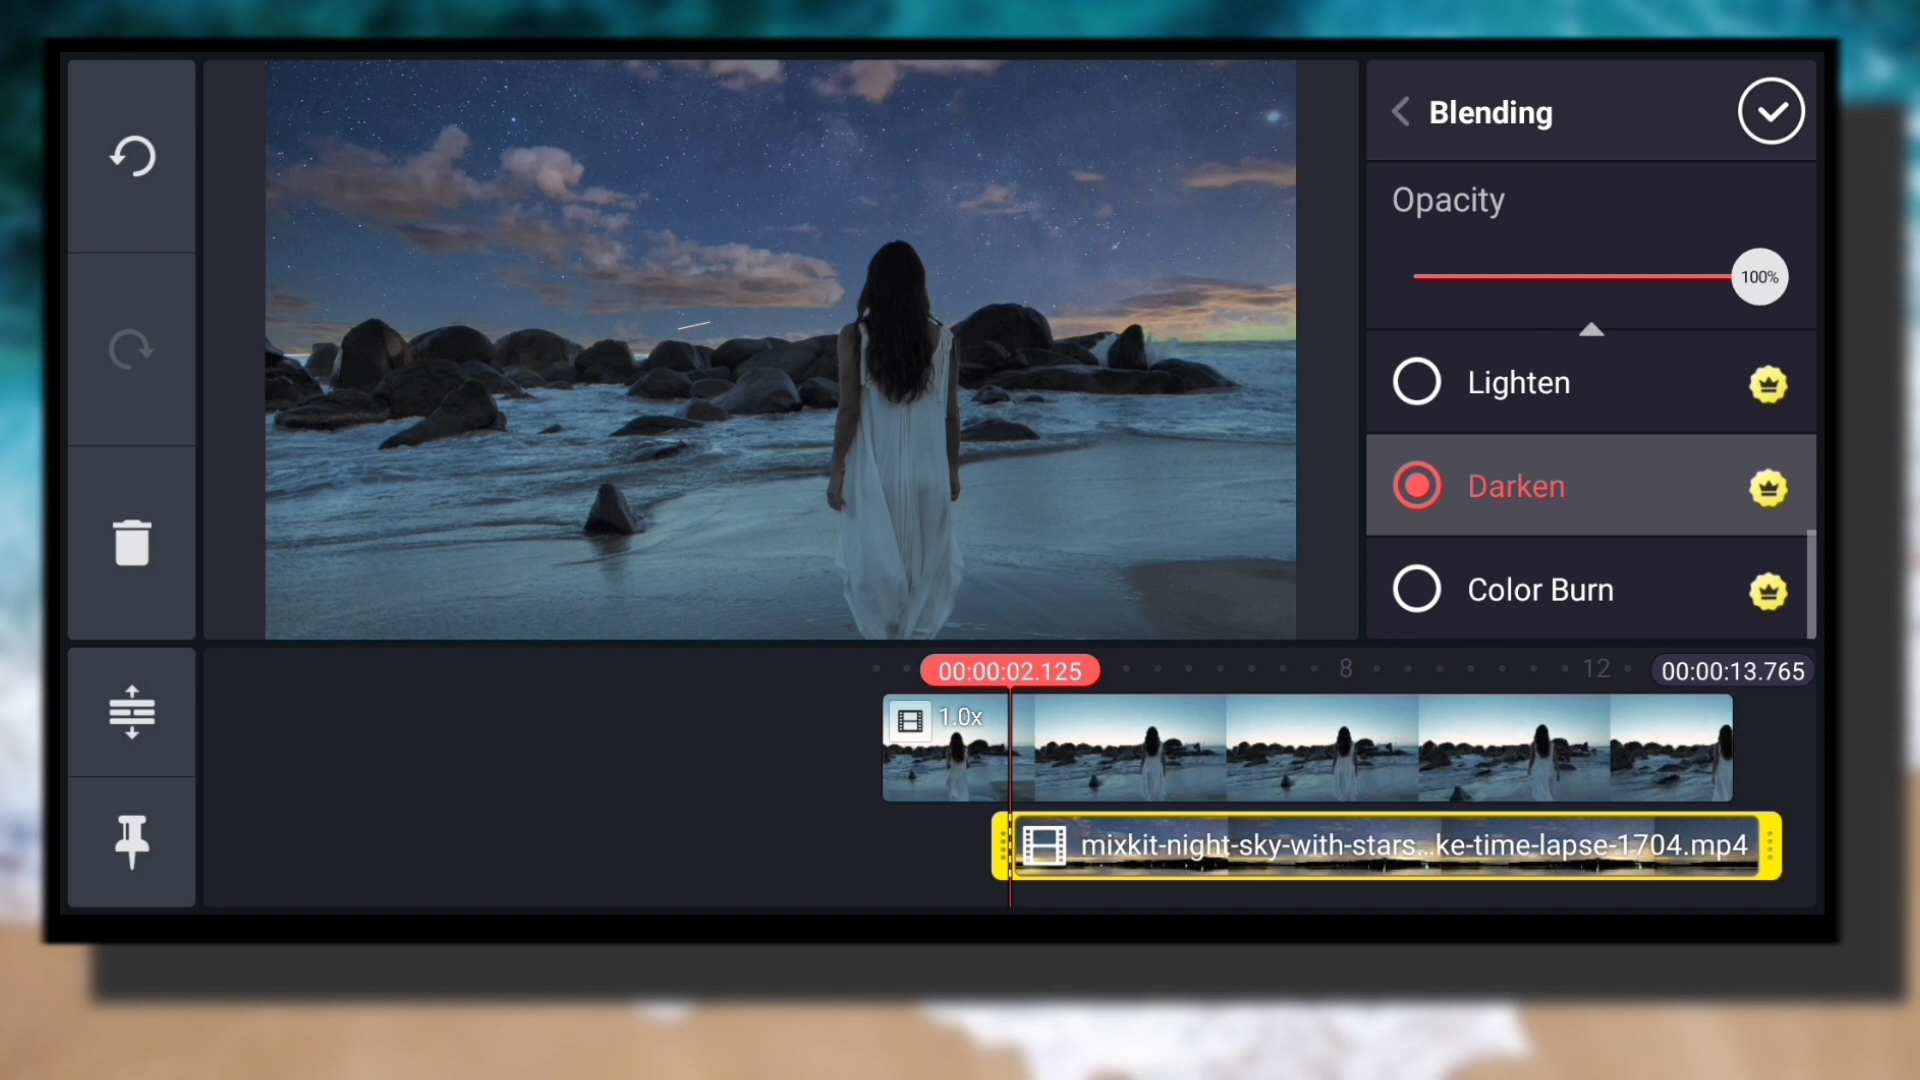 Blending
Opacity
100%
Lighten
Darken
Color Burn
00:00:02.125
8
12
00:00:13.765
1.0x
mixkit-night-sky-with-stars...ke-time-lapse-1704.mp4